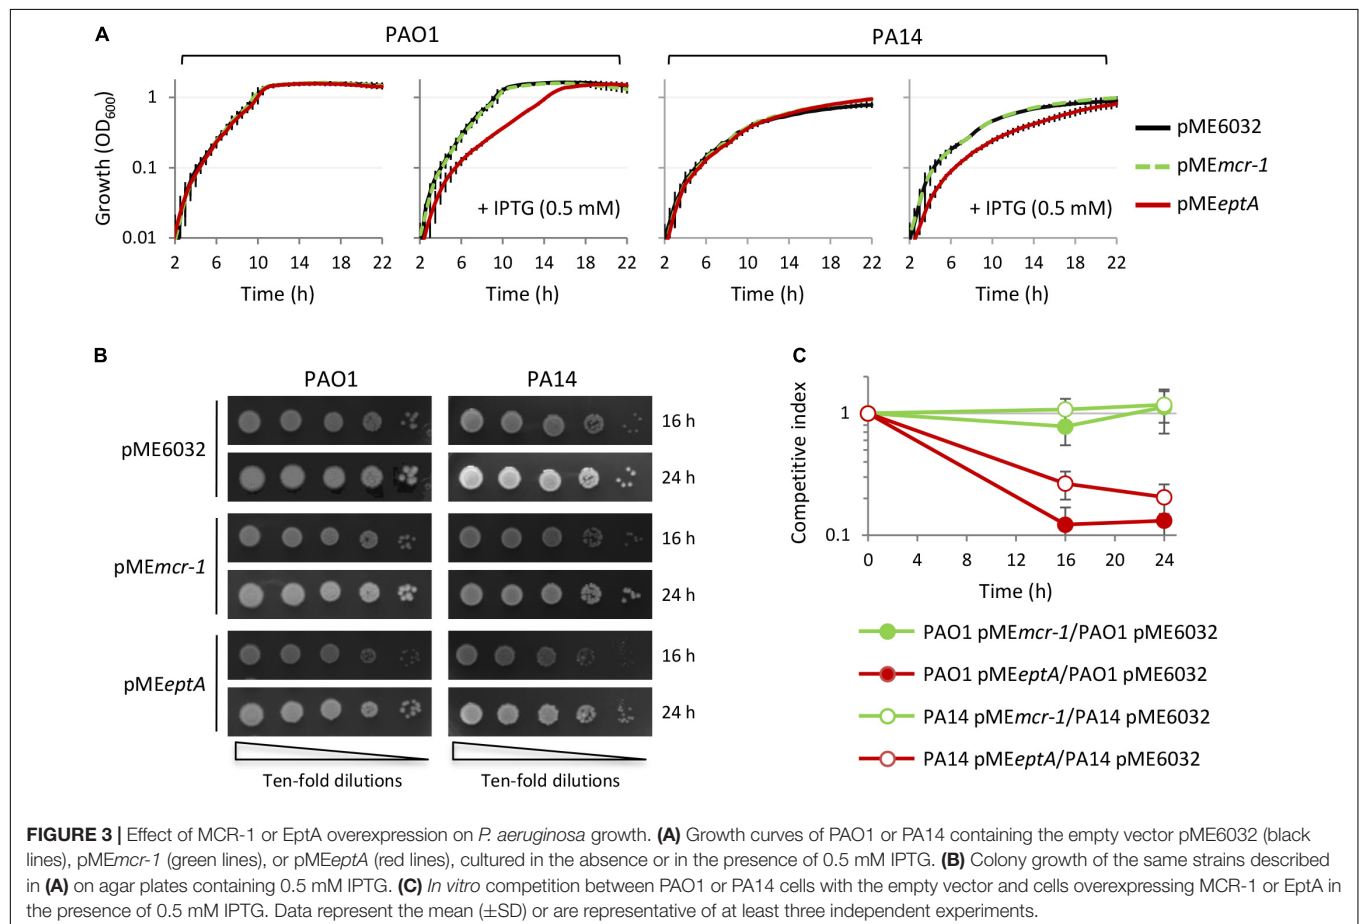 A
PAO1
PA14
Growth (OD600)
1
0.1
0.01
2 6 10 14 18 22
Time (h)
+ IPTG (0.5 mM)
2 6 10 14 18 22
Time (h)
2 6 10 14 18 22
Time (h)
+ IPTG (0.5 mM)
2 6 10 14 18 22
Time (h)
pME6032
pMEmcr-1
pMEeptA
B
PAO1
PA14
pME6032
16 h
24 h
pMEmcr-1
16 h
24 h
pMEeptA
16 h
24 h
Ten-fold dilutions
Ten-fold dilutions
C
Competitive index
1
0.1
0 4 8 12 16 20 24
Time (h)
PAO1 pMEmcr-1/PAO1 pME6032
PAO1 pMEeptA/PAO1 pME6032
PA14 pMEmcr-1/PA14 pME6032
PA14 pMEeptA/PA14 pME6032
FIGURE 3 | Effect of MCR-1 or EptA overexpression on P. aeruginosa growth. (A) Growth curves of PAO1 or PA14 containing the empty vector pME6032 (black
lines), pMEmcr-1 (green lines), or pMEeptA (red lines), cultured in the absence or in the presence of 0.5 mM IPTG. (B) Colony growth of the same strains described
in (A) on agar plates containing 0.5 mM IPTG. (C) In vitro competition between PAO1 or PA14 cells with the empty vector and cells overexpressing MCR-1 or EptA in
the presence of 0.5 mM IPTG. Data represent the mean (±SD) or are representative of at least three independent experiments.